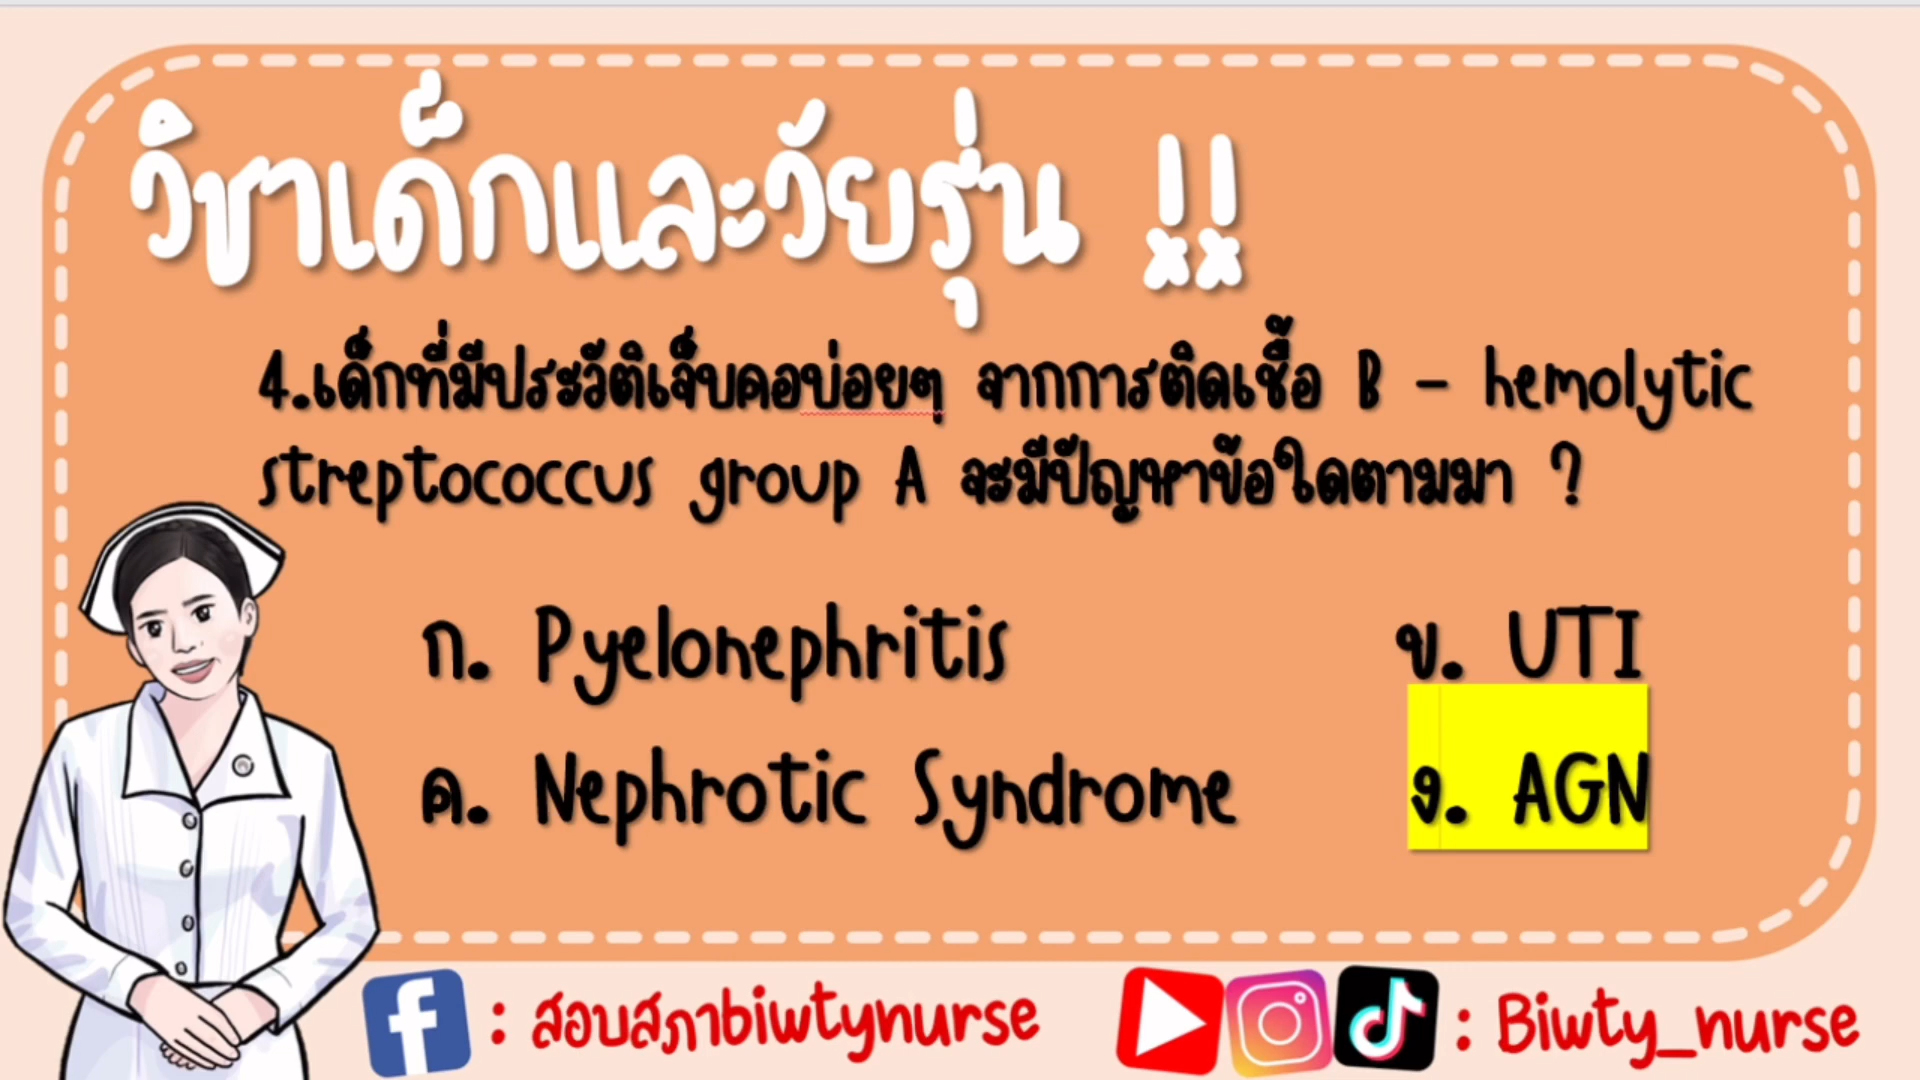 วิชาเด็กและวัยรุ่น !!
4.เด็กที่มีประวัติเจ็บคอบ่อยๆ จากการติดเชื้อ B - hemolytic
streptococcus group A จะมีปัญหาข้อใดตามมา ?
ก. Pyelonephritis
ข. UTI
ค. Nephrotic Syndrome
ง. AGN
: สอบสภาbiwtynurse
: Biwty_nurse